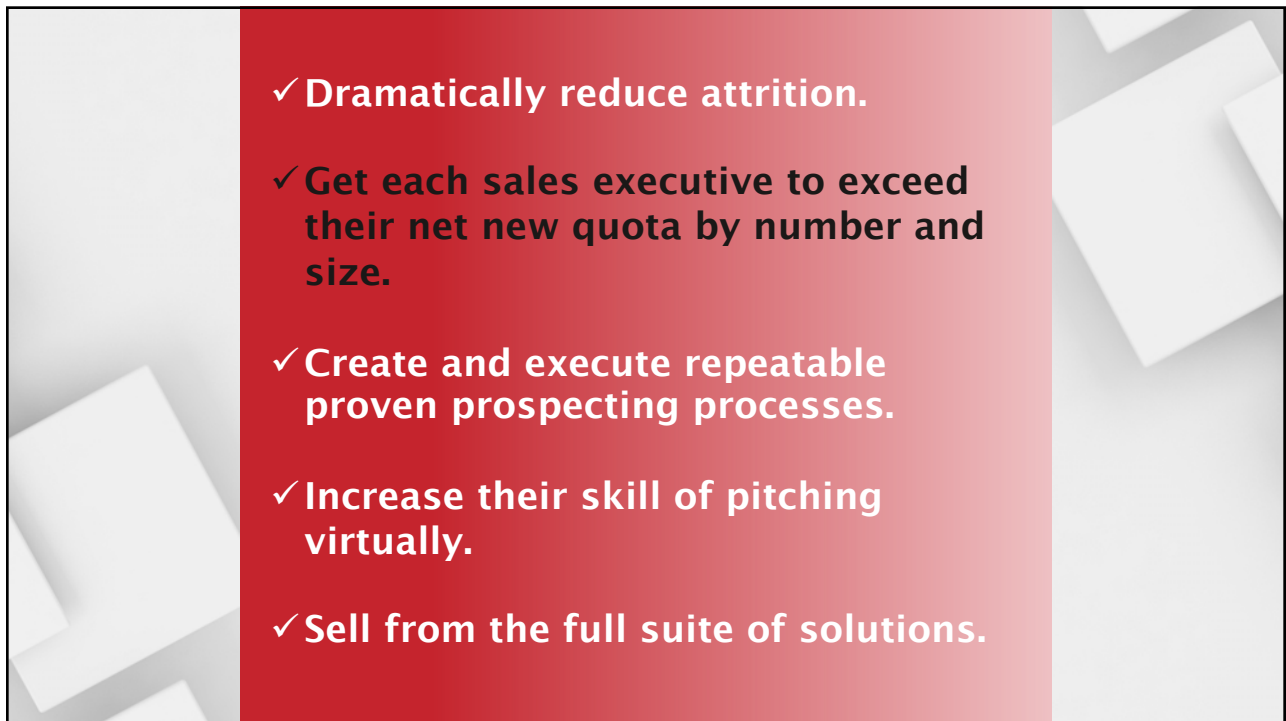 ✓ Dramatically reduce attrition.
✓ Get each sales executive to exceed
their net new quota by number and
size.
✓ Create and execute repeatable
proven prospecting processes.
✓ Increase their skill of pitching
virtually.
✓ Sell from the full suite of solutions.